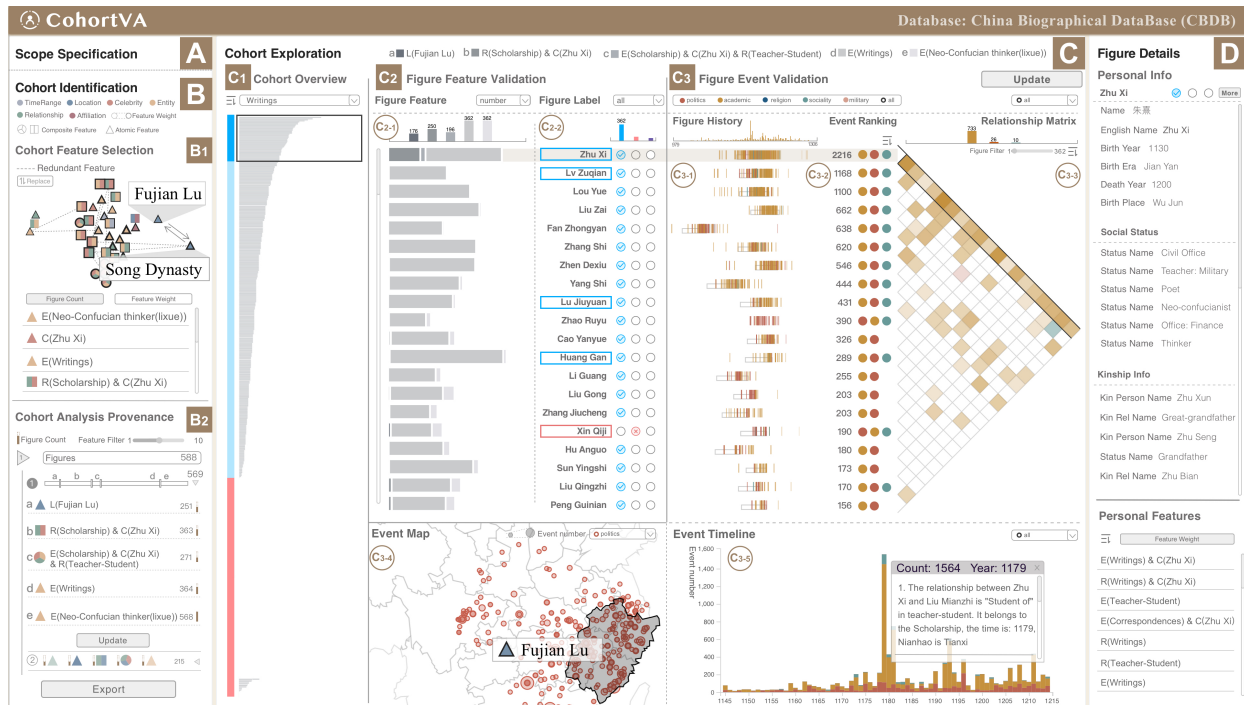 CohortVA
Database: China Biographical DataBase (CBDB)
Scope Specification
A
Cohort Identification
B
TimeRange
Location
Celebrity
Entify
Relationship
Affiliation
Feature Weight
Composite Feature
Atomic Feature
Cohort Feature Selection
B1
Redundant Feature
Replace
Fujian Lu
Song Dynasty
Figure Count
Feature Weight
E(Neo-Confucian thinker(lixue))
C(Zhu Xi)
E(Writings)
R(Scholarship) & C(Zhu Xi)
Cohort Analysis Provenance
B2
Figure Count
Feature Filter 1
10
1
Figures
588
a
b
c
d
e
569
1
a L(Fujian Lu) 251
b R(Scholarship) & C(Zhu Xi) 363
c E(Scholarship) & C(Zhu Xi)
& R(Teacher-Student) 271
d E(Writings) 364
e E(Neo-Confucian thinker(lixue)) 568
Update
2
215
Export
Cohort Exploration
a L(Fujian Lu)
b R(Scholarship) & C(Zhu Xi)
c E(Scholarship) & C(Zhu Xi) & R(Teacher-Student)
d E(Writings)
e E(Neo-Confucian thinker(lixue))
C
C1 Cohort Overview
Writings
C2 Figure Feature Validation
Figure Feature
number
Figure Label
all
C2-1
176
250
196
362
362
C2-2
362
Zhu Xi
Lv Zuqian
Lou Yue
Liu Zai
Fan Zhongyan
Zhang Shi
Zhen Dexiu
Yang Shi
Lu Jiuyuan
Zhao Ruyu
Cao Yanyue
Huang Gan
Li Guang
Liu Gong
Zhang Jiucheng
Xin Qiji
Hu Anguo
Sun Yingshi
Liu Qingzhi
Peng Guinian
C3 Figure Event Validation
Update
politics
academic
religion
sociality
military
all
all
Figure History
Event Ranking
Relationship Matrix
733
26
10
Figure Filter 1
362
C3-1
C3-2
C3-3
2216
1168
1100
662
638
620
546
444
431
390
326
289
255
203
203
190
180
173
170
156
Event Map
Event number
politics
C3-4
Fujian Lu
Event Timeline
all
C3-5
Event number
1,600
1,400
1,200
1,000
800
600
400
200
0
1145
1150
1155
1160
1165
1170
1175
1180
1185
1190
1195
1200
1205
1210
1215
Count: 1564 Year: 1179
x
1. The relationship between Zhu
Xi and Liu Mianzhi is "Student of"
in teacher-student. It belongs to
the Scholarship, the time is: 1179,
Nianhao is Tianxi
Figure Details
D
Personal Info
Zhu Xi
More
Name 朱熹
English Name Zhu Xi
Birth Year 1130
Birth Era Jian Yan
Death Year 1200
Birth Place Wu Jun
Social Status
Status Name Civil Office
Status Name Teacher: Military
Status Name Poet
Status Name Neo-confucianist
Status Name Office: Finance
Status Name Thinker
Kinship Info
Kin Person Name Zhu Xun
Kin Rel Name Great-grandfather
Kin Person Name Zhu Seng
Status Name Grandfather
Kin Rel Name Zhu Bian
Personal Features
Feature Weight
E(Writings) & C(Zhu Xi)
R(Writings) & C(Zhu Xi)
E(Teacher-Student)
E(Correspondences) & C(Zhu Xi)
R(Writings)
R(Teacher-Student)
E(Writings)